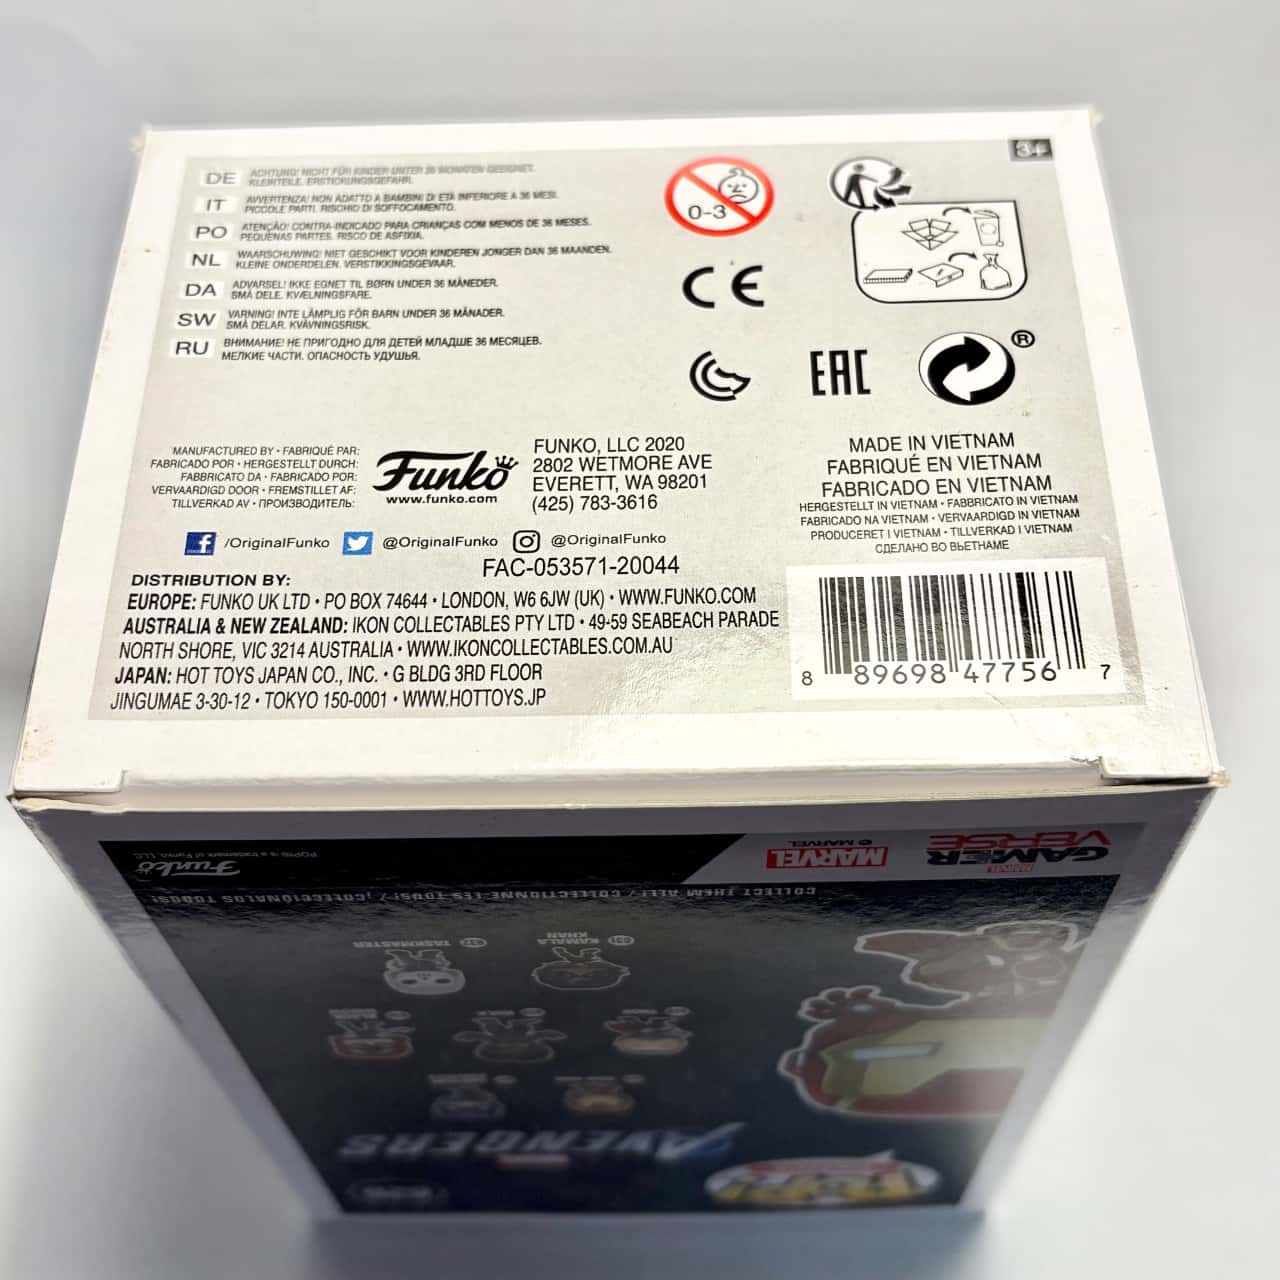 3+
DE ACHTUNG! NICHT FÜR KINDER UNTER 36 MONATEN GEEIGNET.
KLEINTEILE. ERSTICKUNGSGEFAHR.
IT AVVERTENZA! NON ADATTO A BAMBINI DI ETÀ INFERIORE A 36 MESI.
PICCOLE PARTI. RISCHIO DI SOFFOCAMENTO.
PO ATENÇÃO! CONTRA-INDICADO PARA CRIANÇAS COM MENOS DE 36 MESES.
PEQUENAS PARTES. RISCO DE ASFIXIA.
NL WAARSCHUWING! NIET GESCHIKT VOOR KINDEREN JONGER DAN 36 MAANDEN.
KLEINE ONDERDELEN. VERSTIKKINGSGEVAAR.
DA ADVARSEL! IKKE EGNET TIL BØRN UNDER 36 MÅNEDER.
SMÅ DELE. KVÆLNINGSFARE.
SW VARNING! INTE LÄMPLIG FÖR BARN UNDER 36 MÅNADER.
SMÅ DELAR. KVÄVNINGSRISK.
RU ВНИМАНИЕ! НЕ ПРИГОДНО ДЛЯ ДЕТЕЙ МЛАДШЕ 36 МЕСЯЦЕВ.
МЕЛКИЕ ЧАСТИ. ОПАСНОСТЬ УДУШЬЯ.
0-3
CE
EAC
®
MANUFACTURED BY • FABRIQUÉ PAR:
FABRICADO POR • HERGESTELLT DURCH:
FABBRICATO DA • FABRICADO POR:
VERVAARDIGD DOOR • FREMSTILLET AF:
TILLVERKAD AV • ПРОИЗВОДИТЕЛЬ:
Funko
www.funko.com
FUNKO, LLC 2020
2802 WETMORE AVE
EVERETT, WA 98201
(425) 783-3616
MADE IN VIETNAM
FABRIQUÉ EN VIETNAM
FABRICADO EN VIETNAM
HERGESTELLT IN VIETNAM • FABBRICATO IN VIETNAM
FABRICADO NA VIETNAM • VERVAARDIGD IN VIETNAM
PRODUCERET I VIETNAM • TILLVERKAD I VIETNAM
СДЕЛАНО ВО ВЬЕТНАМЕ
/OriginalFunko @OriginalFunko @OriginalFunko
FAC-053571-20044
DISTRIBUTION BY:
EUROPE: FUNKO UK LTD • PO BOX 74644 • LONDON, W6 6JW (UK) • WWW.FUNKO.COM
AUSTRALIA & NEW ZEALAND: IKON COLLECTABLES PTY LTD • 49-59 SEABEACH PARADE
NORTH SHORE, VIC 3214 AUSTRALIA • WWW.IKONCOLLECTABLES.COM.AU
JAPAN: HOT TOYS JAPAN CO., INC. • G BLDG 3RD FLOOR
JINGUMAE 3-30-12 • TOKYO 150-0001 • WWW.HOTTOYS.JP
8 89698 47756 7
MARVEL
GAMER
VERSE
MARVEL
© MARVEL
Funko
POP! is a trademark of Funko, LLC
COLLECT THEM ALL! / COLLECTIONNE LES TOUS! / ¡COLECCIÓNALOS TODOS!
KAMALA
KHAN
TASKMASTER
AVENGERS
POP!